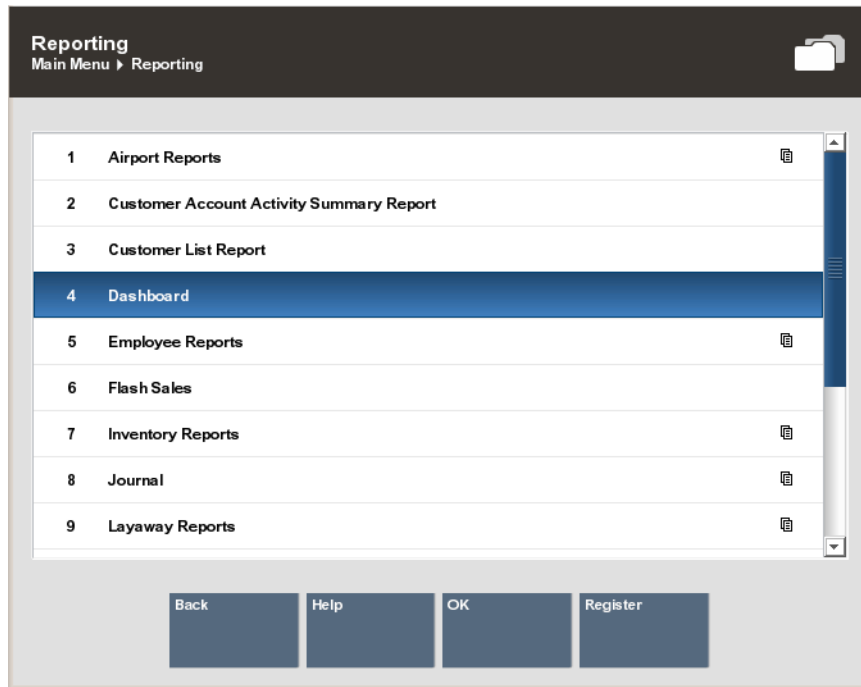 Reporting
Main Menu ▸ Reporting
1 Airport Reports
2 Customer Account Activity Summary Report
3 Customer List Report
4 Dashboard
5 Employee Reports
6 Flash Sales
7 Inventory Reports
8 Journal
9 Layaway Reports
Back Help OK Register